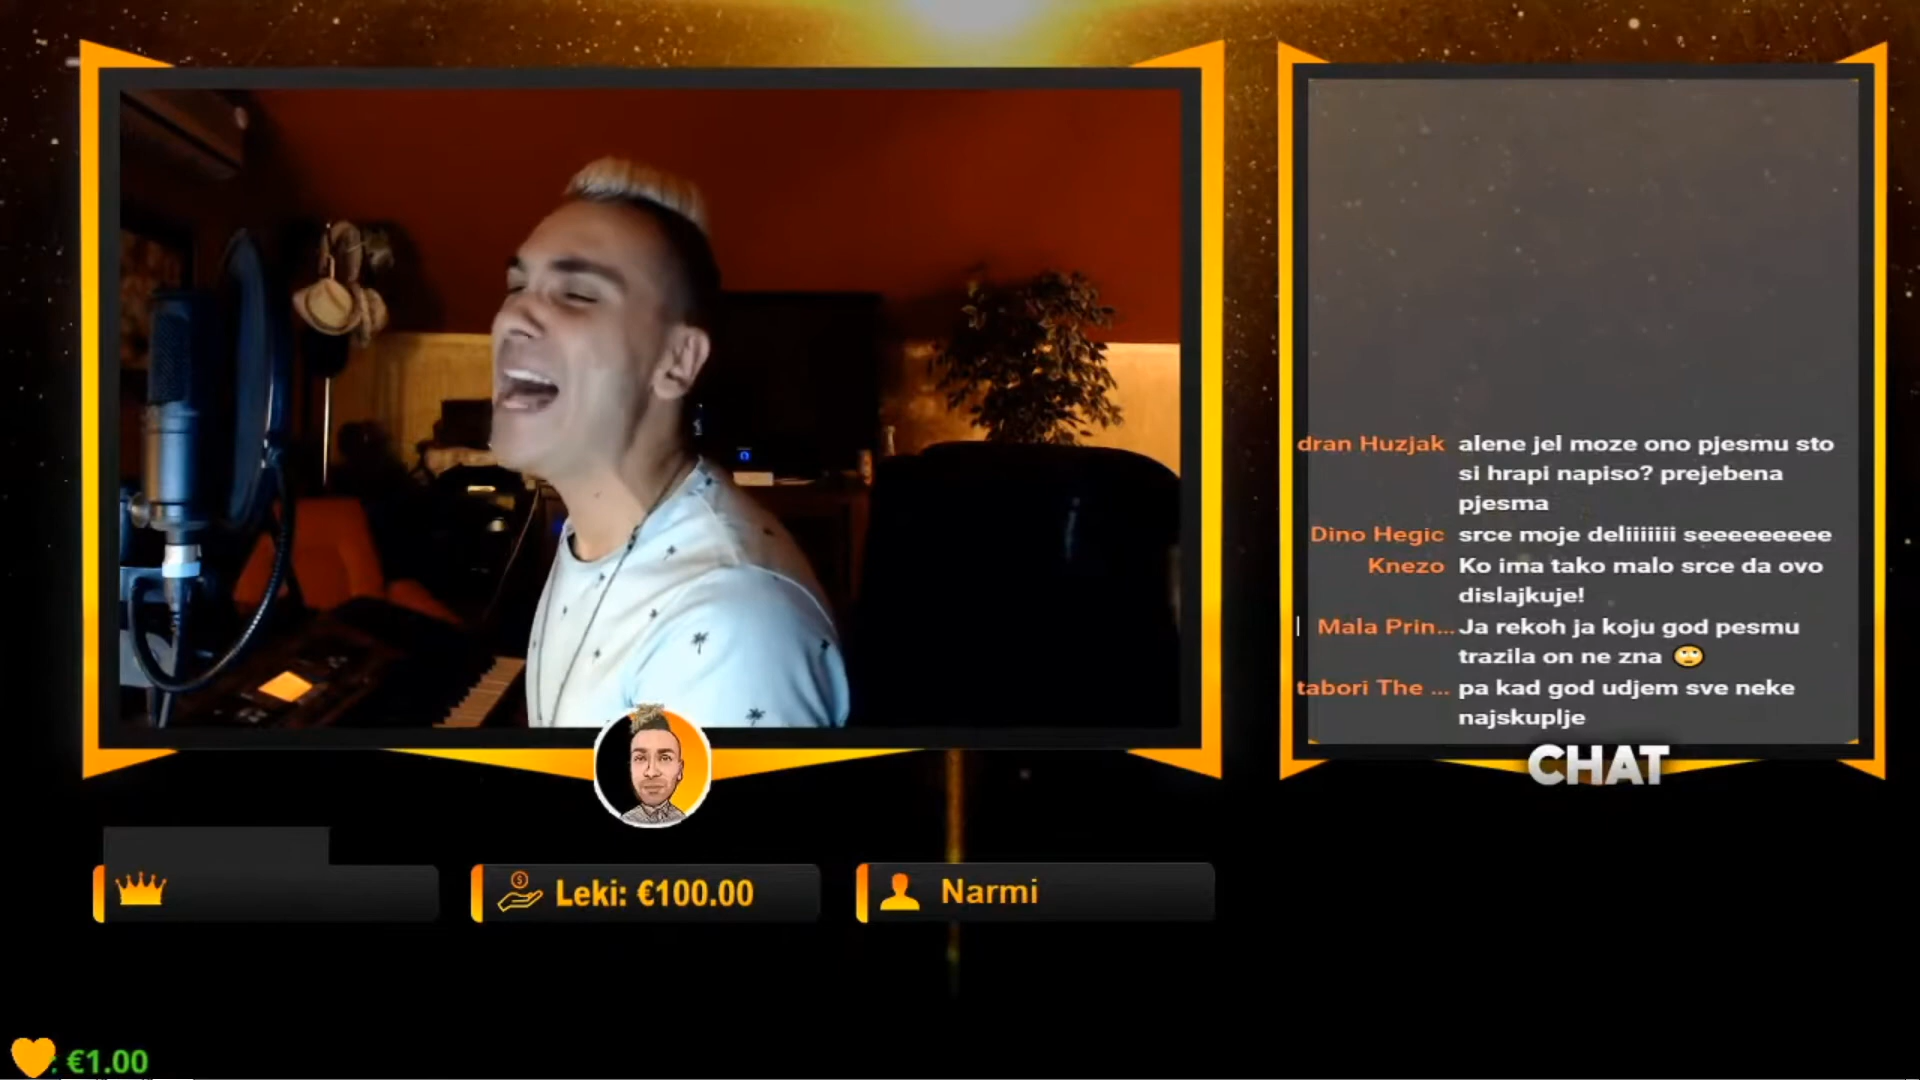 dran Huzjak alene jel moze ono pjesmu sto
si hrapi napiso? prejebena
pjesma
Dino Hegic srce moje deliiiiiii seeeeeeeee
Knezo Ko ima tako malo srce da ovo
dislajkuje!
Mala Prin... Ja rekoh ja koju god pesmu
trazila on ne zna 🙄
tabori The ... pa kad god udjem sve neke
najskuplje
CHAT
Leki: €100.00
Narmi
: €1.00